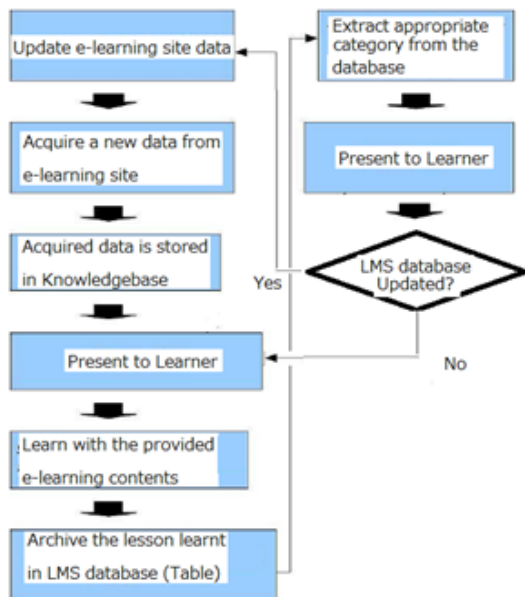 Update e-learning site data
Acquire a new data from
e-learning site
Acquired data is stored
in Knowledgebase
Present to Learner
Learn with the provided
e-learning contents
Archive the lesson learnt
in LMS database (Table)
Extract appropriate
category from the
database
Present to Learner
LMS database
Updated?
Yes
No